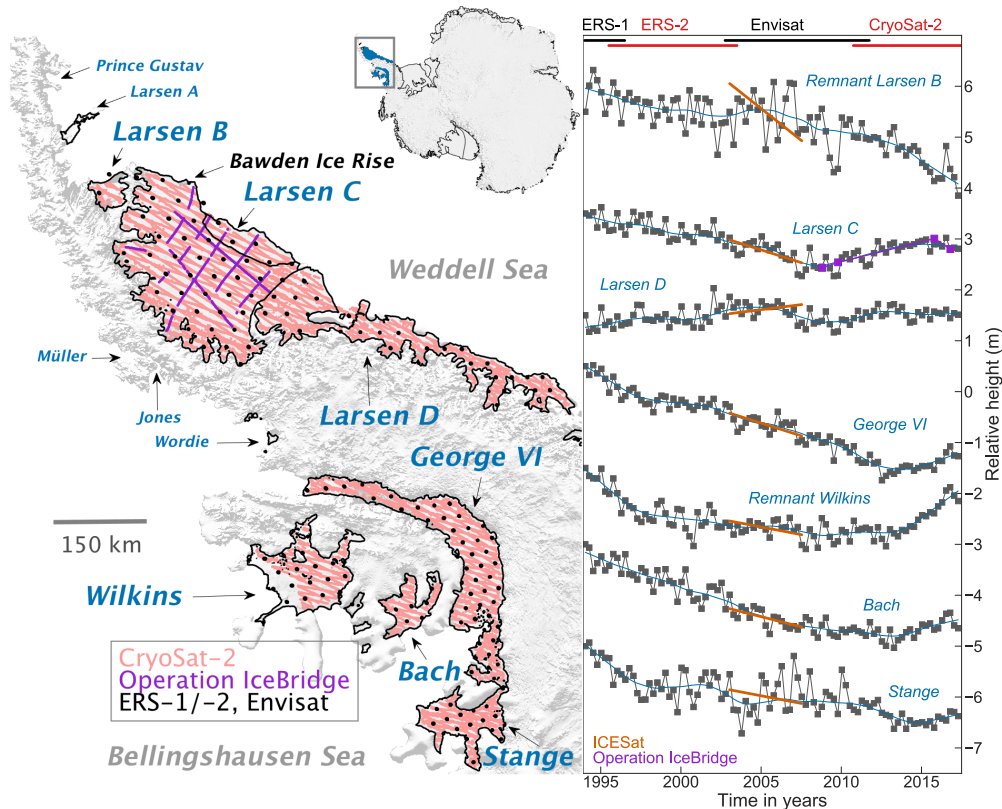 Prince Gustav
Larsen A
Larsen B
Bawden Ice Rise
Larsen C
Weddell Sea
Müller
Jones
Wordie
Larsen D
George VI
150 km
Wilkins
Bach
Stange
CryoSat-2
Operation IceBridge
ERS-1/-2, Envisat
Bellingshausen Sea
ERS-1 ERS-2 Envisat CryoSat-2
Remnant Larsen B
Larsen C
Larsen D
George VI
Remnant Wilkins
Bach
Stange
ICESat
Operation IceBridge
6
5
4
3
2
1
0
−1
−2
−3
−4
−5
−6
−7
Relative height (m)
1995 2000 2005 2010 2015
Time in years